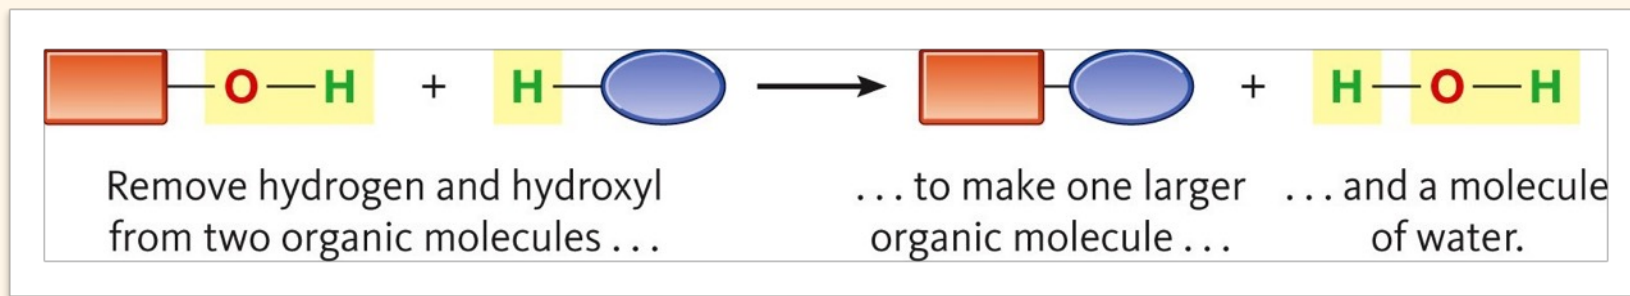 O—H + H → + H—O—H
Remove hydrogen and hydroxyl
from two organic molecules . . .
. . . to make one larger
organic molecule . . .
. . . and a molecule
of water.